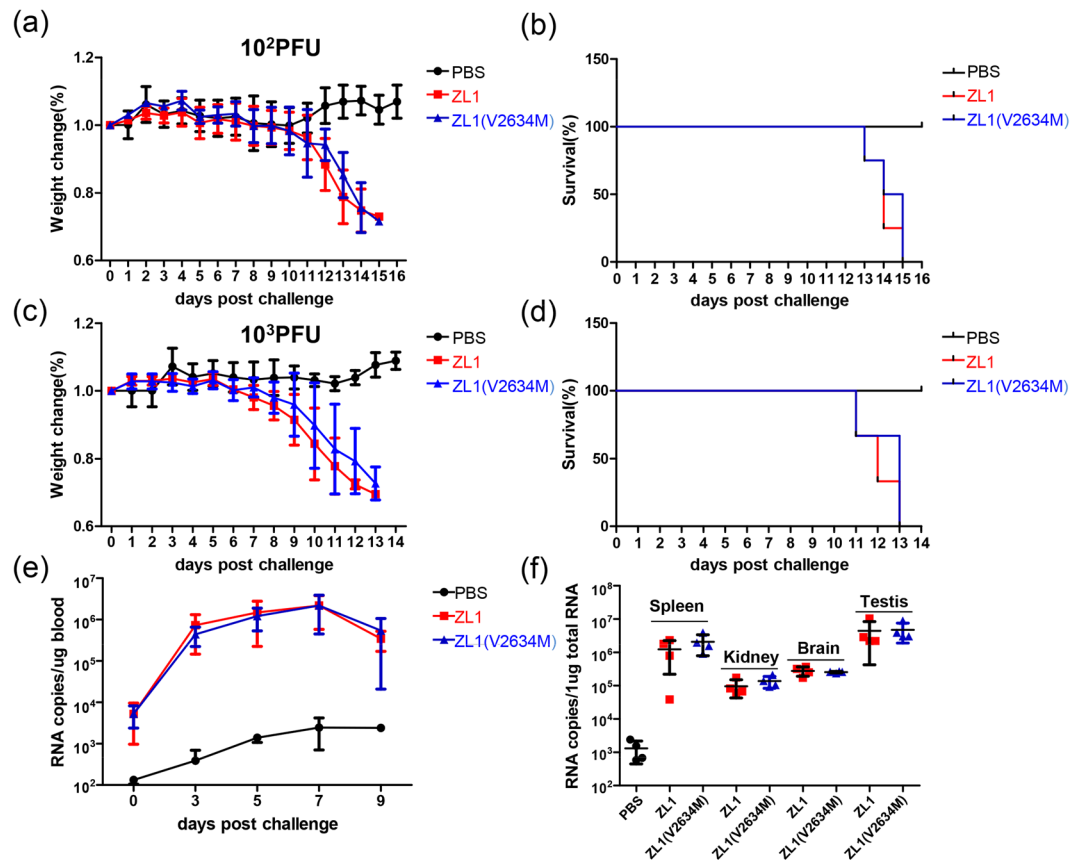 (a)
10²PFU
Weight change(%)
1.2
1.0
0.8
0.6
0 1 2 3 4 5 6 7 8 9 10 11 12 13 14 15 16
days post challenge
PBS
ZL1
ZL1(V2634M)
(b)
Survival(%)
150
100
50
0
0 1 2 3 4 5 6 7 8 9 10 11 12 13 14 15 16
days post challenge
PBS
ZL1
ZL1(V2634M)
(c)
10³PFU
Weight change(%)
1.2
1.0
0.8
0.6
0 1 2 3 4 5 6 7 8 9 10 11 12 13 14
days post challenge
PBS
ZL1
ZL1(V2634M)
(d)
Survival(%)
150
100
50
0
0 1 2 3 4 5 6 7 8 9 10 11 12 13 14
days post challenge
PBS
ZL1
ZL1(V2634M)
(e)
RNA copies/ug blood
10⁷
10⁶
10⁵
10⁴
10³
10²
0 3 5 7 9
days post challenge
PBS
ZL1
ZL1(V2634M)
(f)
RNA copies/1ug total RNA
10⁸
10⁷
10⁶
10⁵
10⁴
10³
10²
Spleen
Kidney
Brain
Testis
PBS
ZL1
ZL1(V2634M)
ZL1
ZL1(V2634M)
ZL1
ZL1(V2634M)
ZL1
ZL1(V2634M)